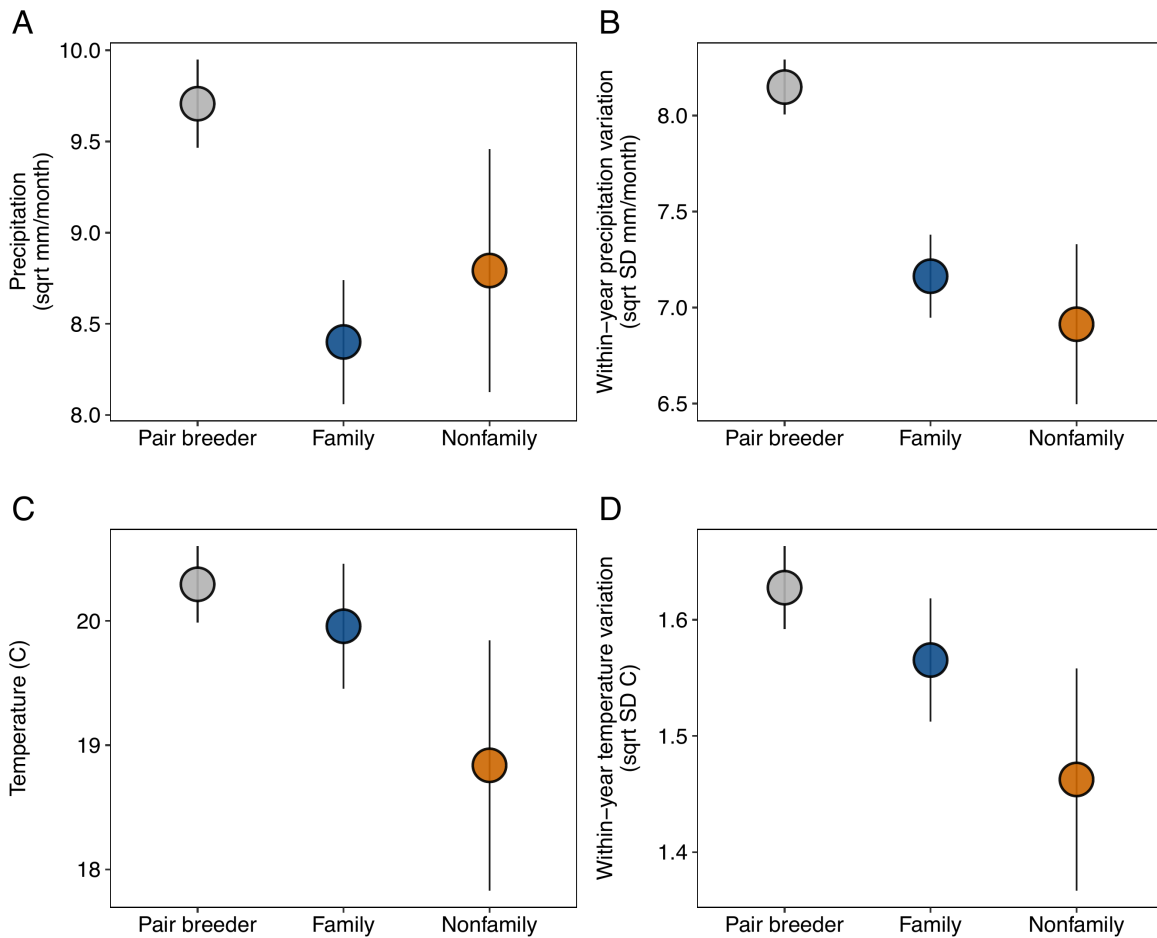 A
Precipitation
(sqrt mm/month)
10.0
9.5
9.0
8.5
8.0
Pair breeder Family Nonfamily
B
Within−year precipitation variation
(sqrt SD mm/month)
8.0
7.5
7.0
6.5
Pair breeder Family Nonfamily
C
Temperature (C)
20
19
18
Pair breeder Family Nonfamily
D
Within−year temperature variation
(sqrt SD C)
1.6
1.5
1.4
Pair breeder Family Nonfamily